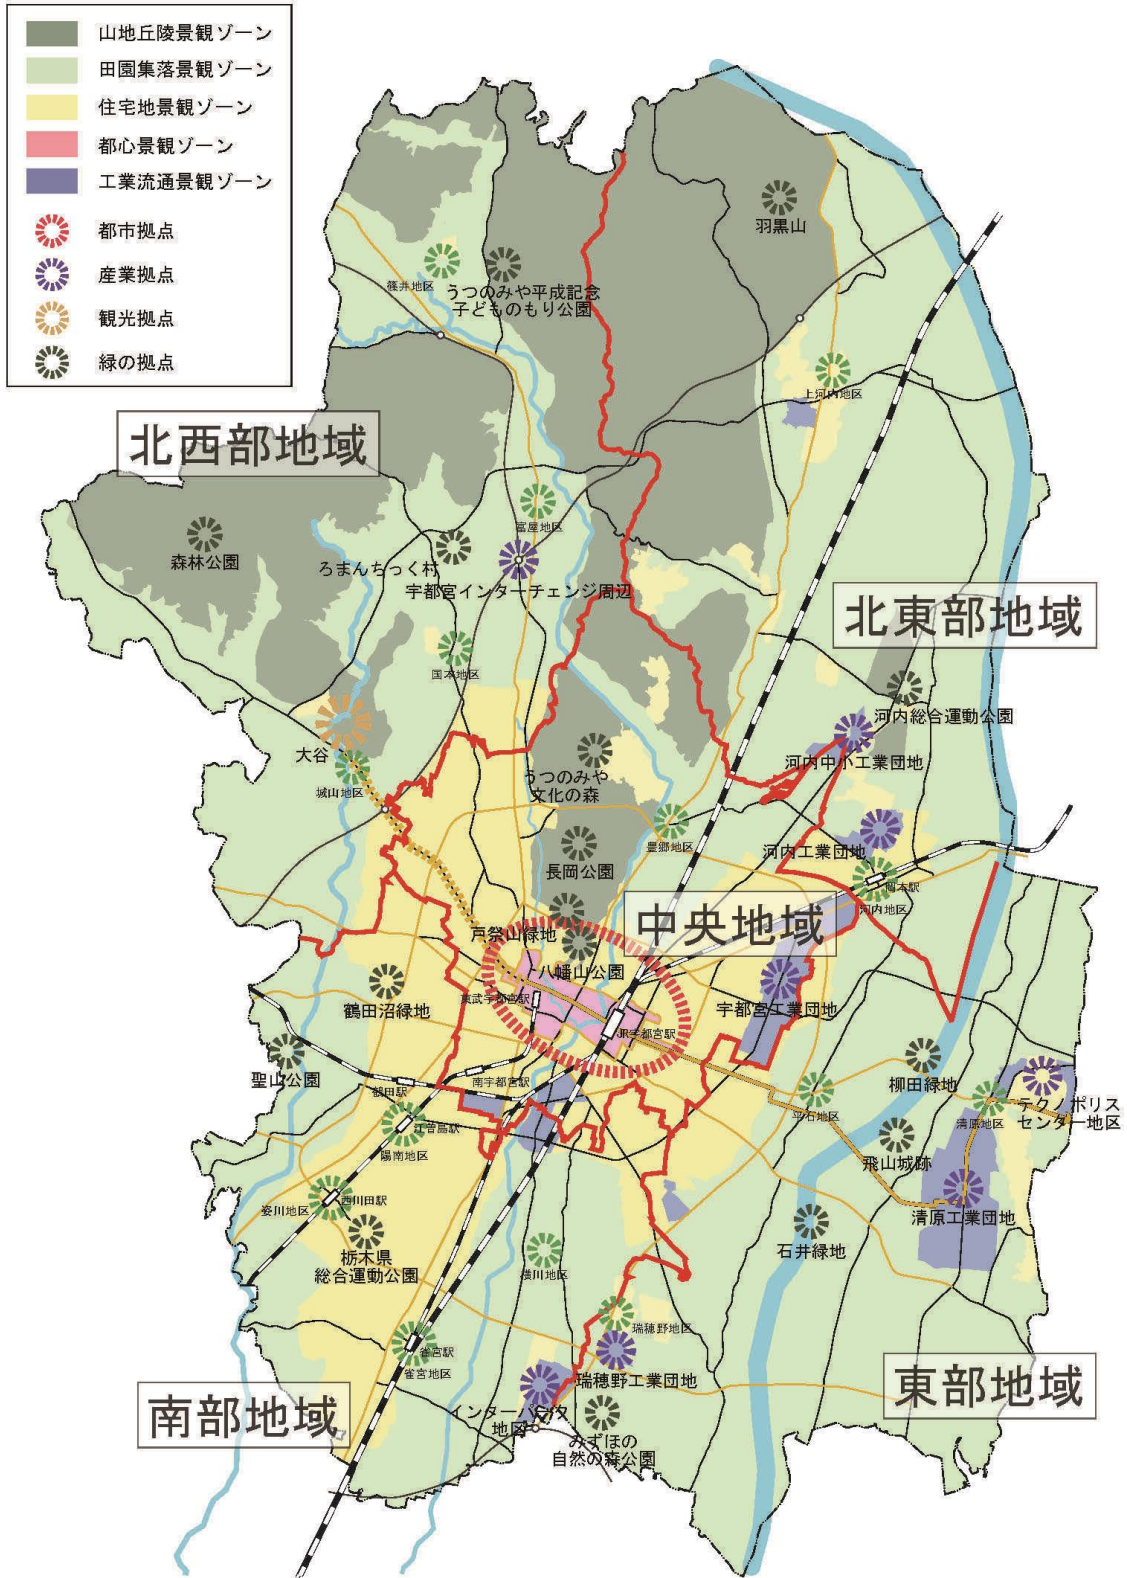 山地丘陵景観ゾーン
田園集落景観ゾーン
住宅地景観ゾーン
都心景観ゾーン
工業流通景観ゾーン
都市拠点
産業拠点
観光拠点
緑の拠点
羽黒山
篠井地区
うつのみや平成記念
子どものもり公園
上河内地区
北西部地域
富屋地区
森林公園
ろまんちっく村
宇都宮インターチェンジ周辺
北東部地域
国本地区
河内総合運動公園
大谷
河内中小工業団地
うつのみや
文化の森
城山地区
豊郷地区
河内工業団地
長岡公園
岡本駅
河内地区
中央地域
戸祭山緑地
八幡山公園
東武宇都宮駅
宇都宮工業団地
鶴田沼緑地
JR宇都宮駅
聖山公園
南宇都宮駅
鶴田駅
柳田緑地
テクノポリス
センター地区
平石地区
清原地区
江曽島駅
陽南地区
飛山城跡
西川田駅
姿川地区
清原工業団地
石井緑地
栃木県
総合運動公園
横川地区
瑞穂野地区
雀宮駅
雀宮地区
瑞穂野工業団地
東部地域
南部地域
インターパーク
地区
みずほの
自然の森公園